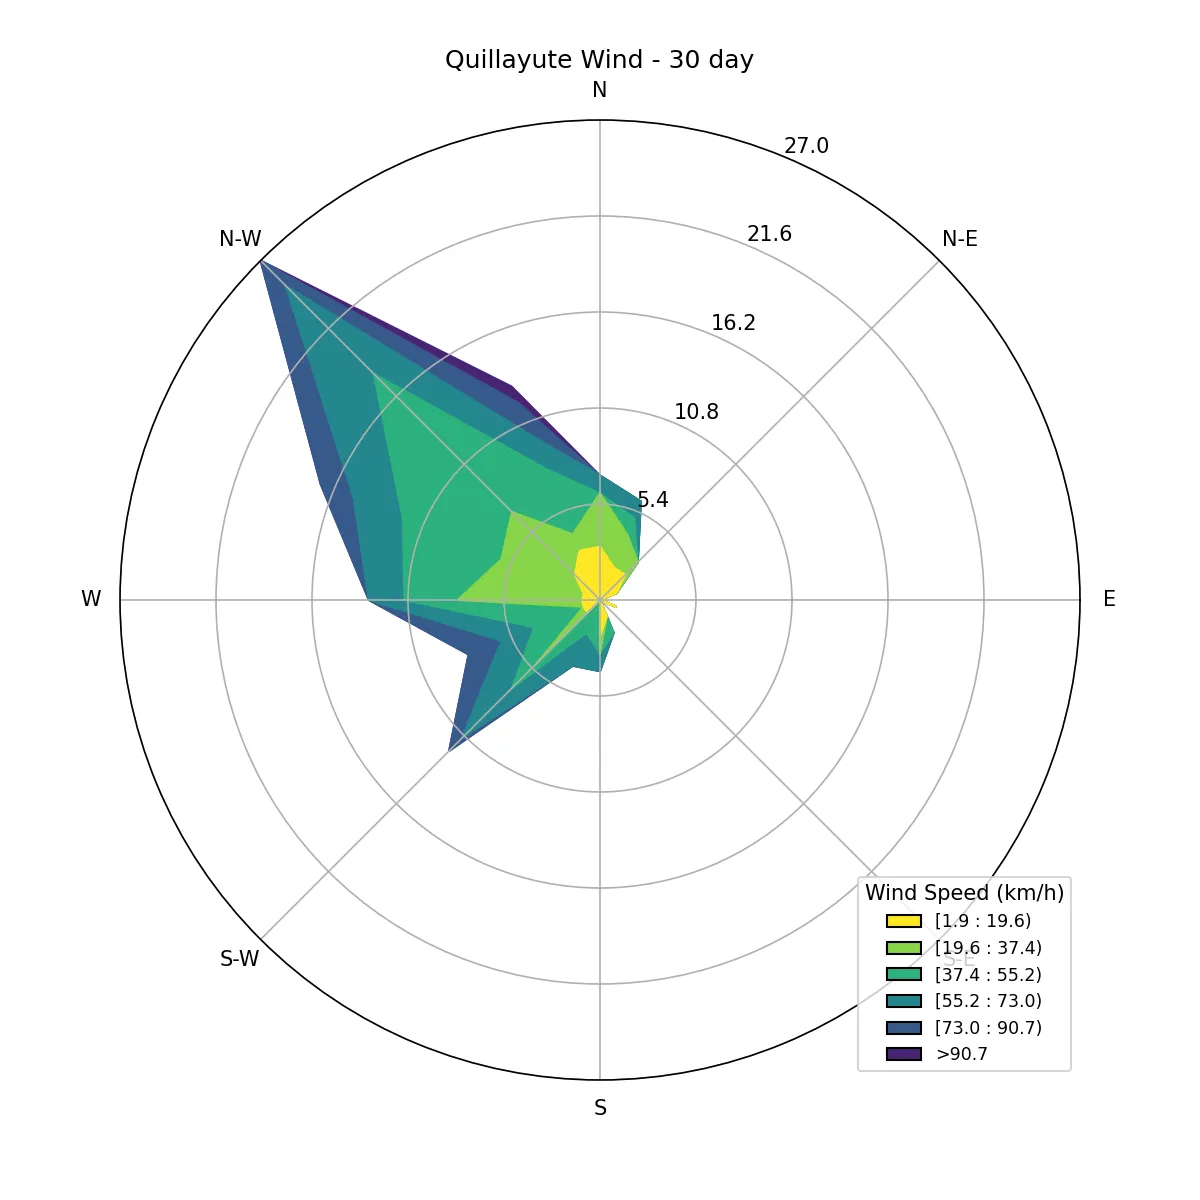 Quillayute Wind - 30 day
N
27.0
N-W
21.6
N-E
16.2
10.8
5.4
W
E
S-W
S-E
S
Wind Speed (km/h)
[1.9 : 19.6)
[19.6 : 37.4)
[37.4 : 55.2)
[55.2 : 73.0)
[73.0 : 90.7)
>90.7